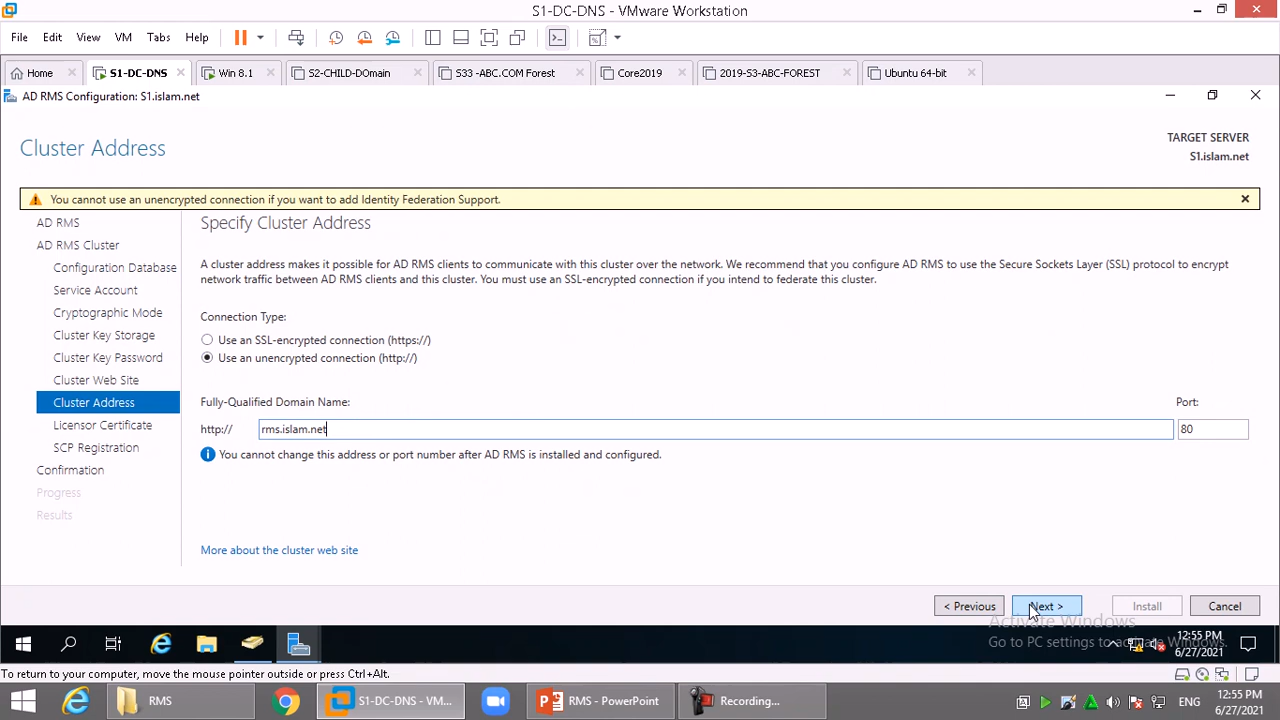 S1-DC-DNS - VMware Workstation
File Edit View VM Tabs Help
Home S1-DC-DNS Win 8.1 S2-CHILD-DOmain S33 -ABC.COM Forest Core2019 2019-S3-ABC-FOREST Ubuntu 64-bit
AD RMS Configuration: S1.islam.net
Cluster Address
TARGET SERVER
S1.islam.net
You cannot use an unencrypted connection if you want to add Identity Federation Support.
AD RMS
AD RMS Cluster
Configuration Database
Service Account
Cryptographic Mode
Cluster Key Storage
Cluster Key Password
Cluster Web Site
Cluster Address
Licensor Certificate
SCP Registration
Confirmation
Progress
Results
Specify Cluster Address
A cluster address makes it possible for AD RMS clients to communicate with this cluster over the network. We recommend that you configure AD RMS to use the Secure Sockets Layer (SSL) protocol to encrypt
network traffic between AD RMS clients and this cluster. You must use an SSL-encrypted connection if you intend to federate this cluster.
Connection Type:
Use an SSL-encrypted connection (https://)
Use an unencrypted connection (http://)
Fully-Qualified Domain Name: Port:
http:// rms.islam.net 80
You cannot change this address or port number after AD RMS is installed and configured.
More about the cluster web site
< Previous Next > Install Cancel
Activate Windows
Go to PC settings to activate Windows.
12:55 PM
6/27/2021
To return to your computer, move the mouse pointer outside or press Ctrl+Alt.
RMS S1-DC-DNS - VM... RMS - PowerPoint Recording... ENG
12:55 PM
6/27/2021